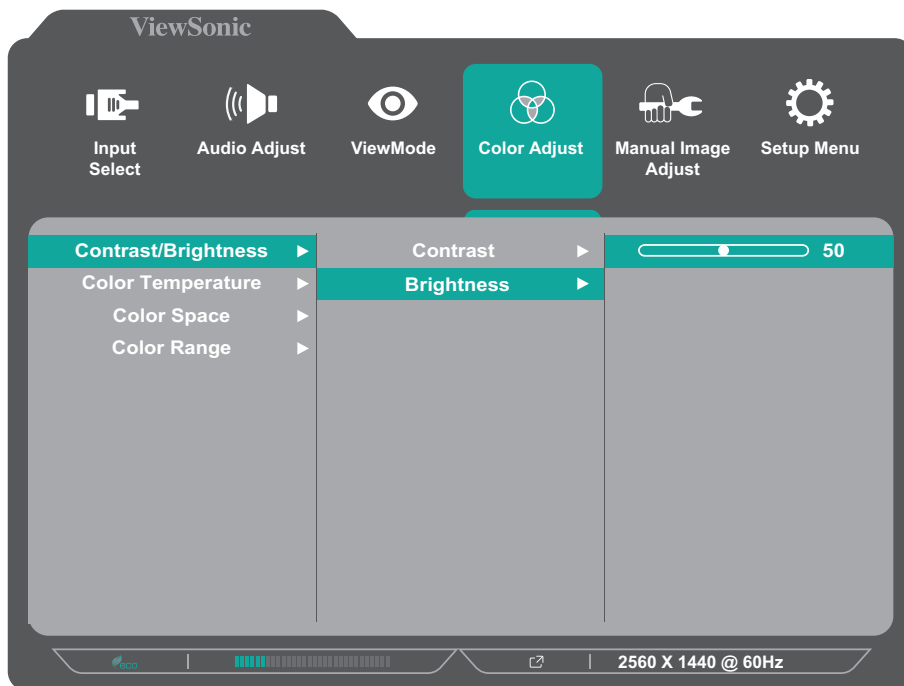 ViewSonic
Input Select
Audio Adjust
ViewMode
Color Adjust
Manual Image Adjust
Setup Menu
Contrast/Brightness
Contrast
50
Color Temperature
Brightness
Color Space
Color Range
eco
2560 X 1440 @ 60Hz